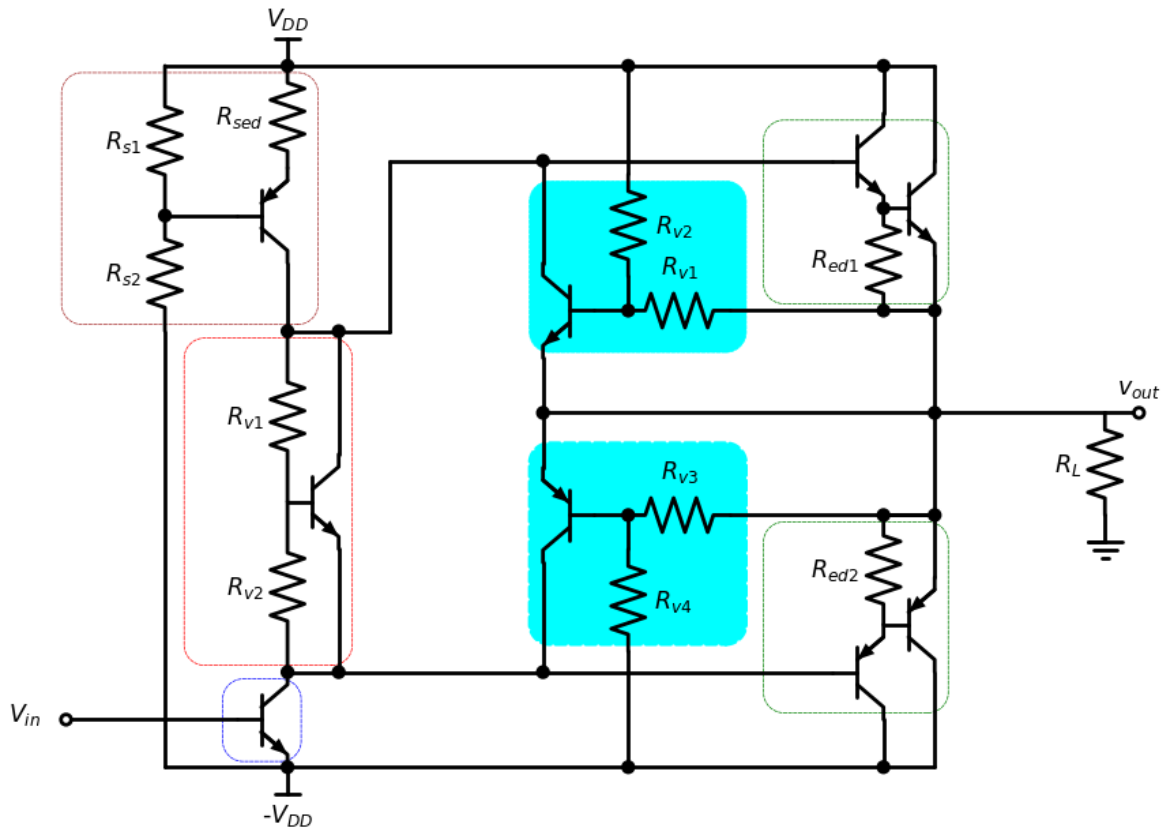 V_DD
R_s1
R_sed
R_s2
R_v2
R_v1
R_ed1
R_v1
R_v2
v_out
R_L
R_v3
R_v4
R_ed2
V_in
-V_DD